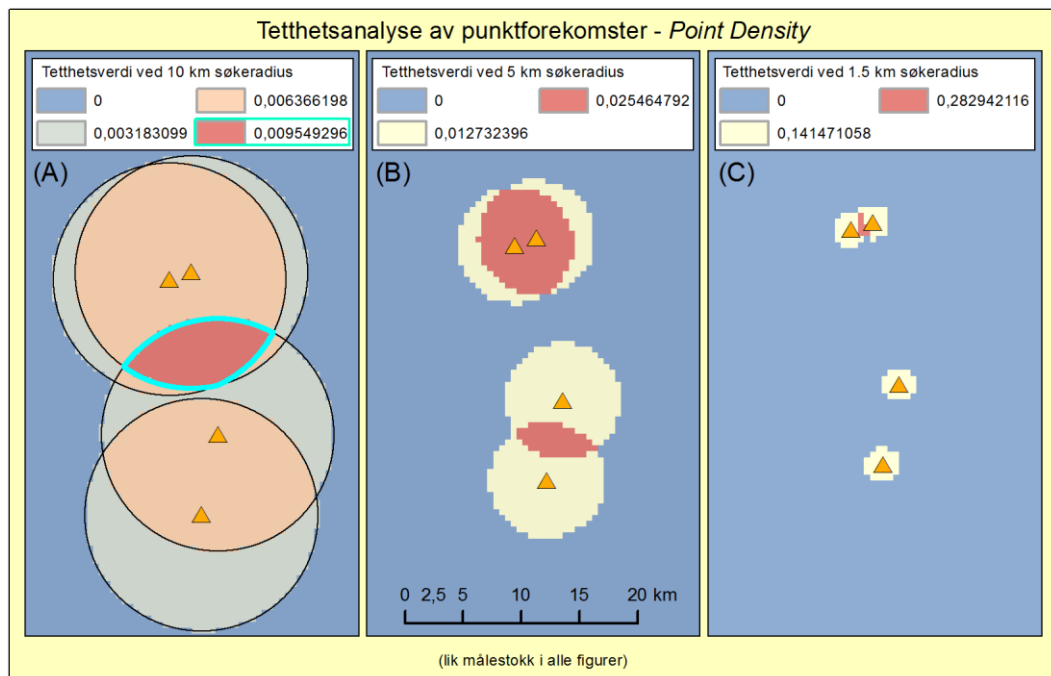 Tetthetsanalyse av punktforekomster - Point Density
Tetthetsverdi ved 10 km søkeradius
0
0,006366198
0,003183099
0,009549296
(A)
Tetthetsverdi ved 5 km søkeradius
0
0,025464792
0,012732396
(B)
0 2,5 5 10 15 20 km
Tetthetsverdi ved 1.5 km søkeradius
0
0,282942116
0,141471058
(C)
(lik målestokk i alle figurer)